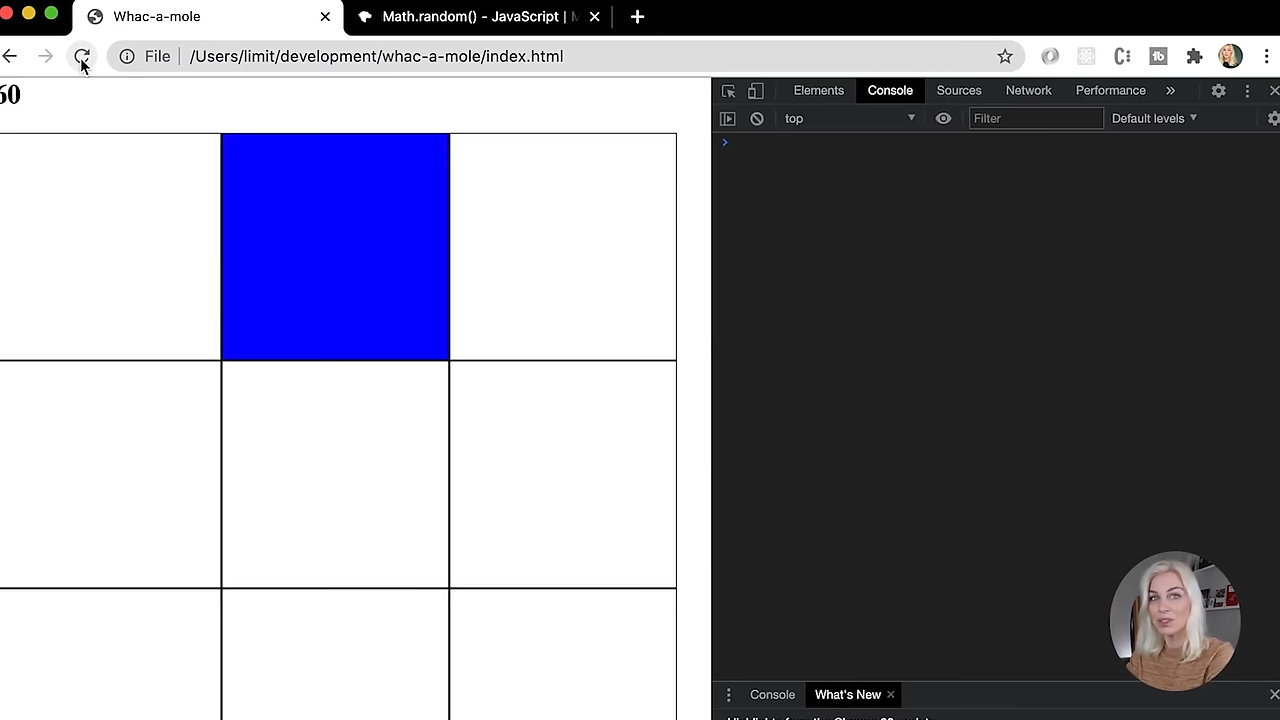 Whac-a-mole
Math.random() - JavaScript |
File
/Users/limit/development/whac-a-mole/index.html
60
Elements Console Sources Network Performance
top
Filter
Default levels
Console
What's New